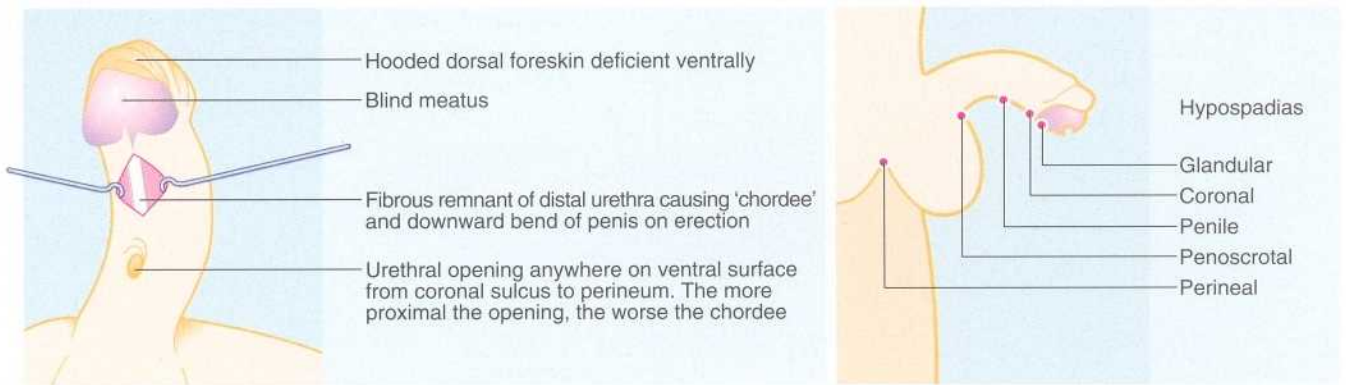 Hooded dorsal foreskin deficient ventrally
Blind meatus
Fibrous remnant of distal urethra causing ‘chordee’
and downward bend of penis on erection
Urethral opening anywhere on ventral surface
from coronal sulcus to perineum. The more
proximal the opening, the worse the chordee
Hypospadias
Glandular
Coronal
Penile
Penoscrotal
Perineal